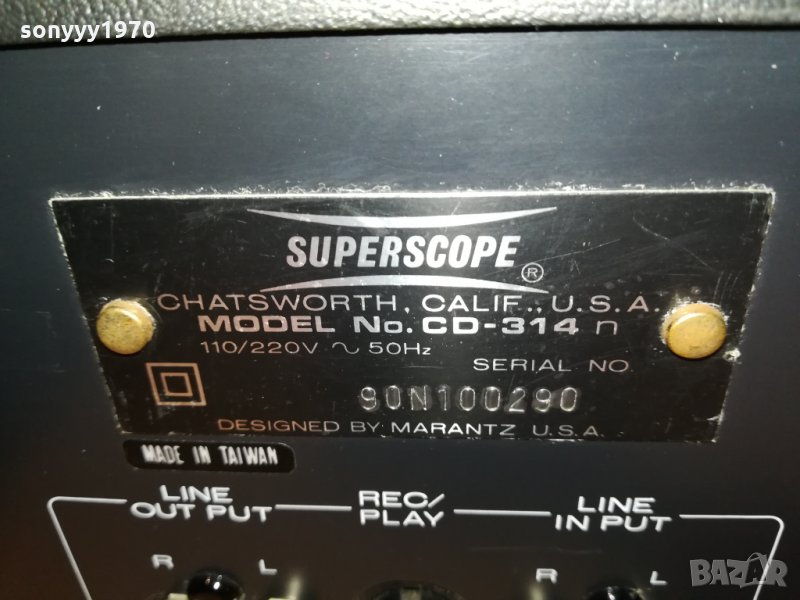 sonyyy1970
SUPERSCOPE ®
CHATSWORTH, CALIF., U.S.A.
MODEL No. CD-314 n
110/220V ∿ 50Hz
SERIAL NO.
90N100290
DESIGNED BY MARANTZ U.S.A.
MADE IN TAIWAN
LINE OUT PUT
REC/PLAY
LINE IN PUT
R L
R L
BAZAR